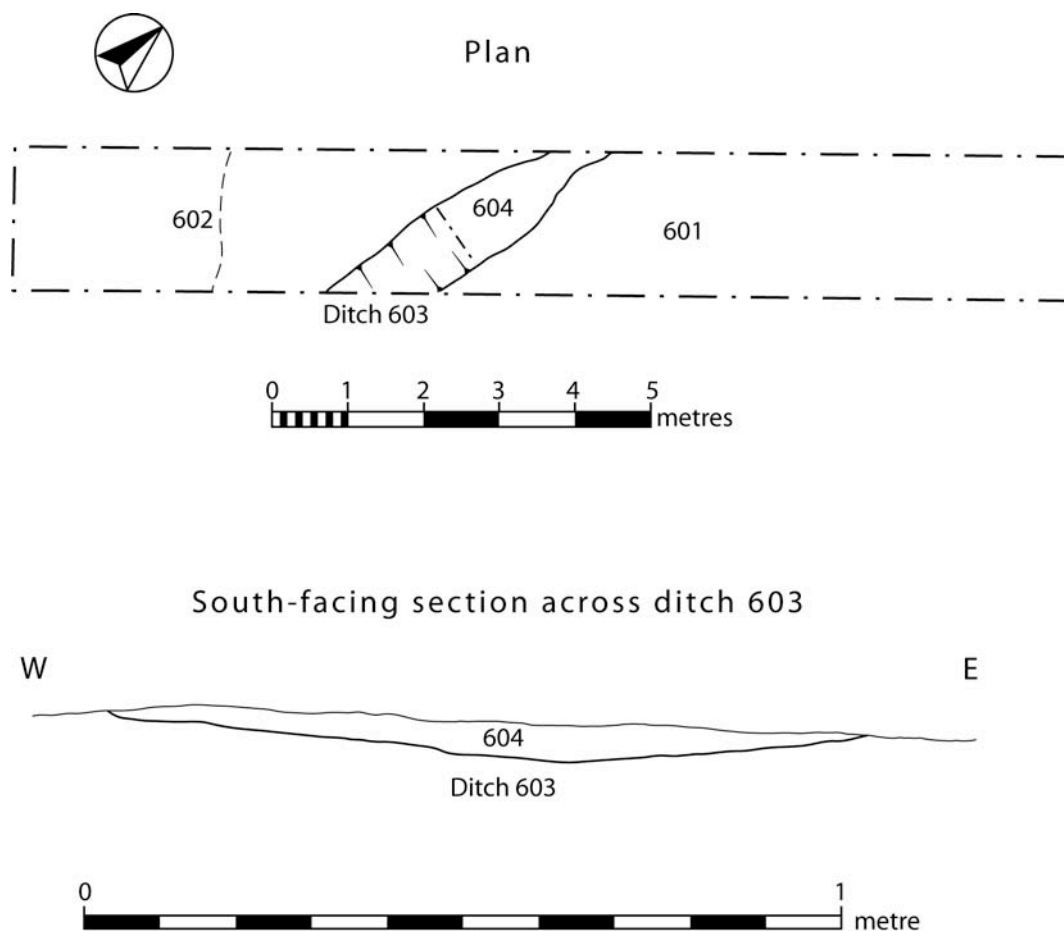 Plan
602
604
601
Ditch 603
0 1 2 3 4 5
metres
South-facing section across ditch 603
W E
604
Ditch 603
0 1
metre